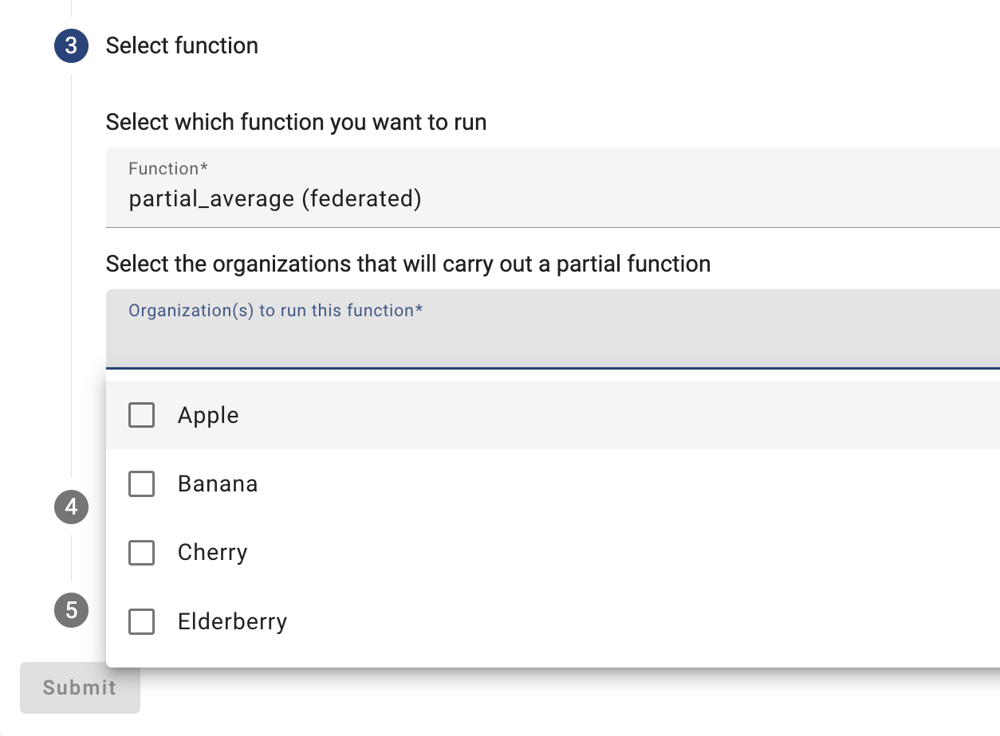 3 Select function
Select which function you want to run
Function*
partial_average (federated)
Select the organizations that will carry out a partial function
Organization(s) to run this function*
Apple
Banana
4
Cherry
5
Elderberry
Submit